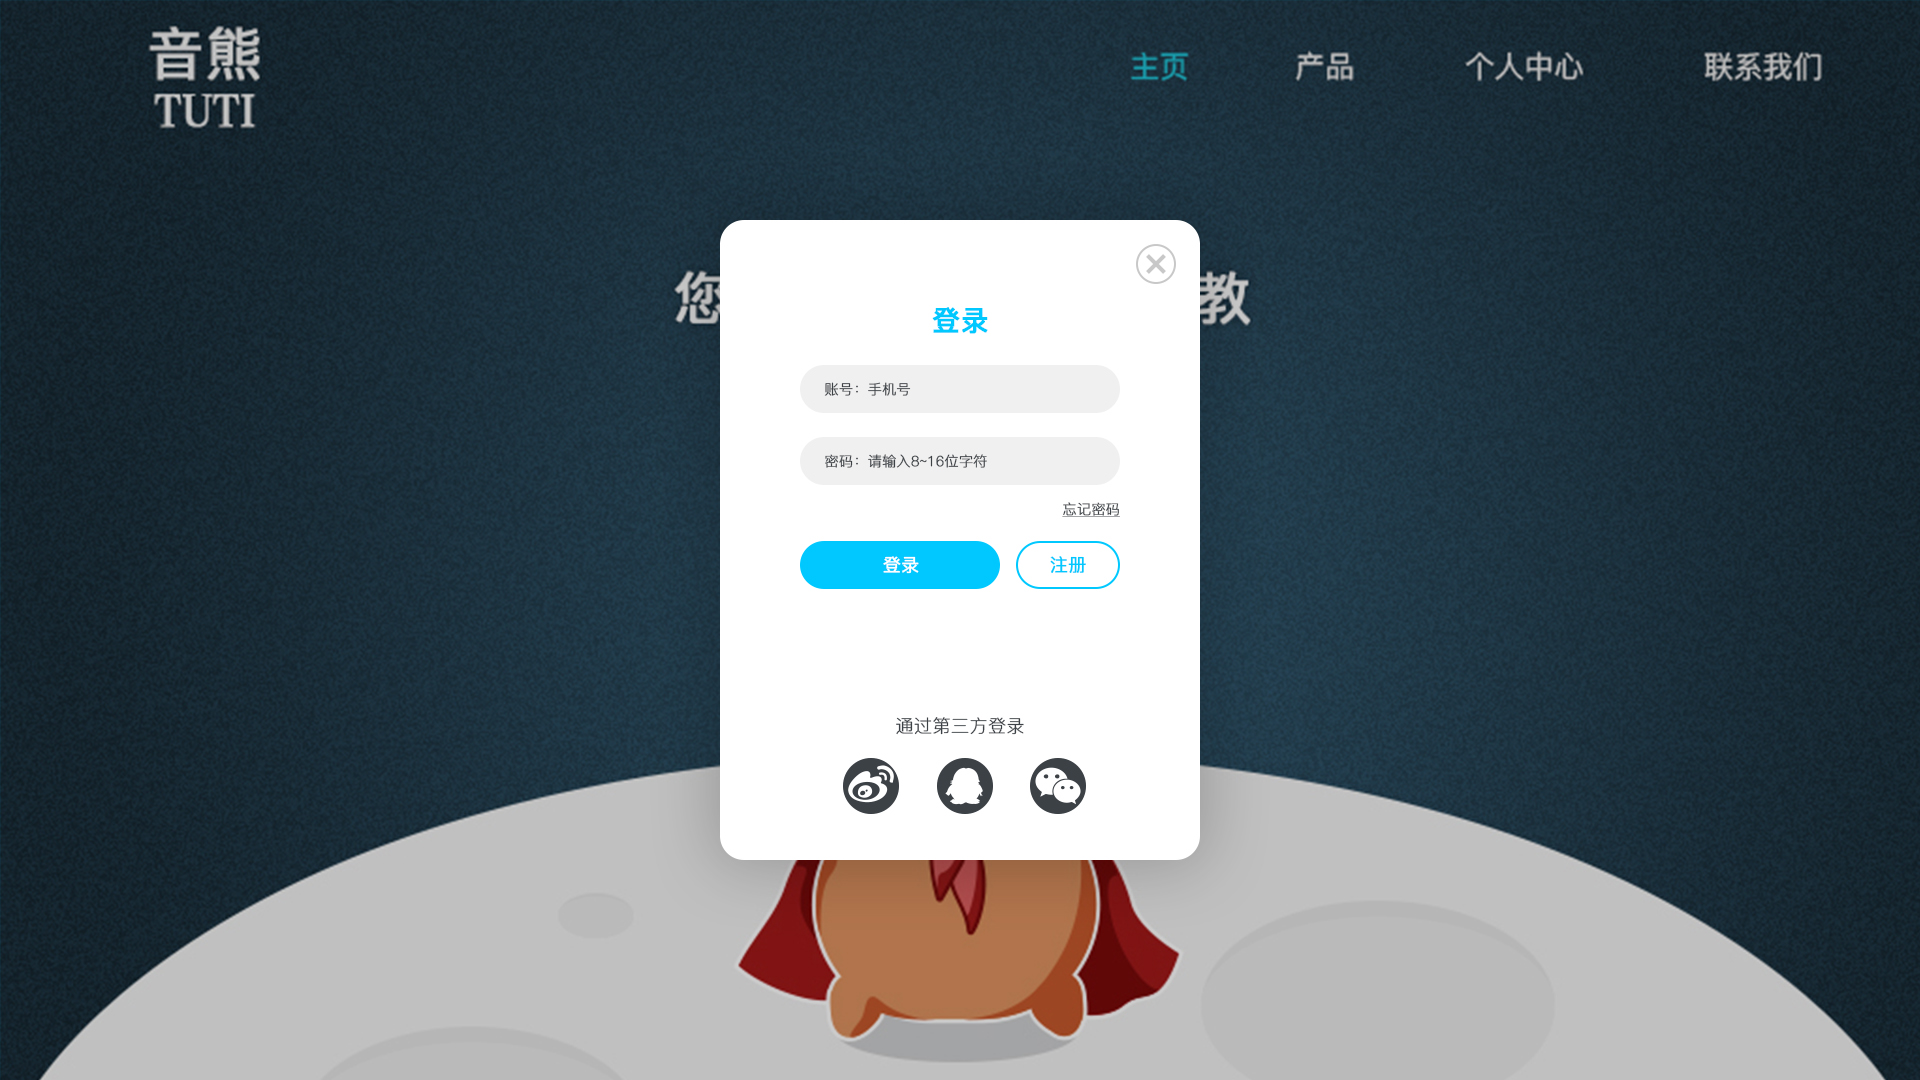 音熊
TUTI
主页
产品
个人中心
联系我们
您
教
登录
账号：手机号
密码：请输入8~16位字符
忘记密码
登录
注册
通过第三方登录